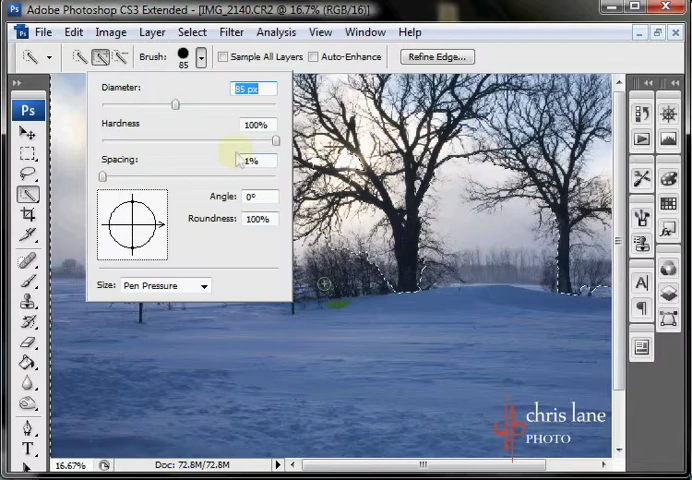 Adobe Photoshop CS3 Extended - [IMG_2140.CR2 @ 16.7% (RGB/16)]
File Edit Image Layer Select Filter Analysis View Window Help
Brush: 85 Sample All Layers Auto-Enhance Refine Edge...
Diameter: 85 px
Hardness 100%
Spacing: 1%
Angle: 0°
Roundness: 100%
Size: Pen Pressure
Ps
T
A
chris lane
PHOTO
16.67% Doc: 72.8M/72.8M